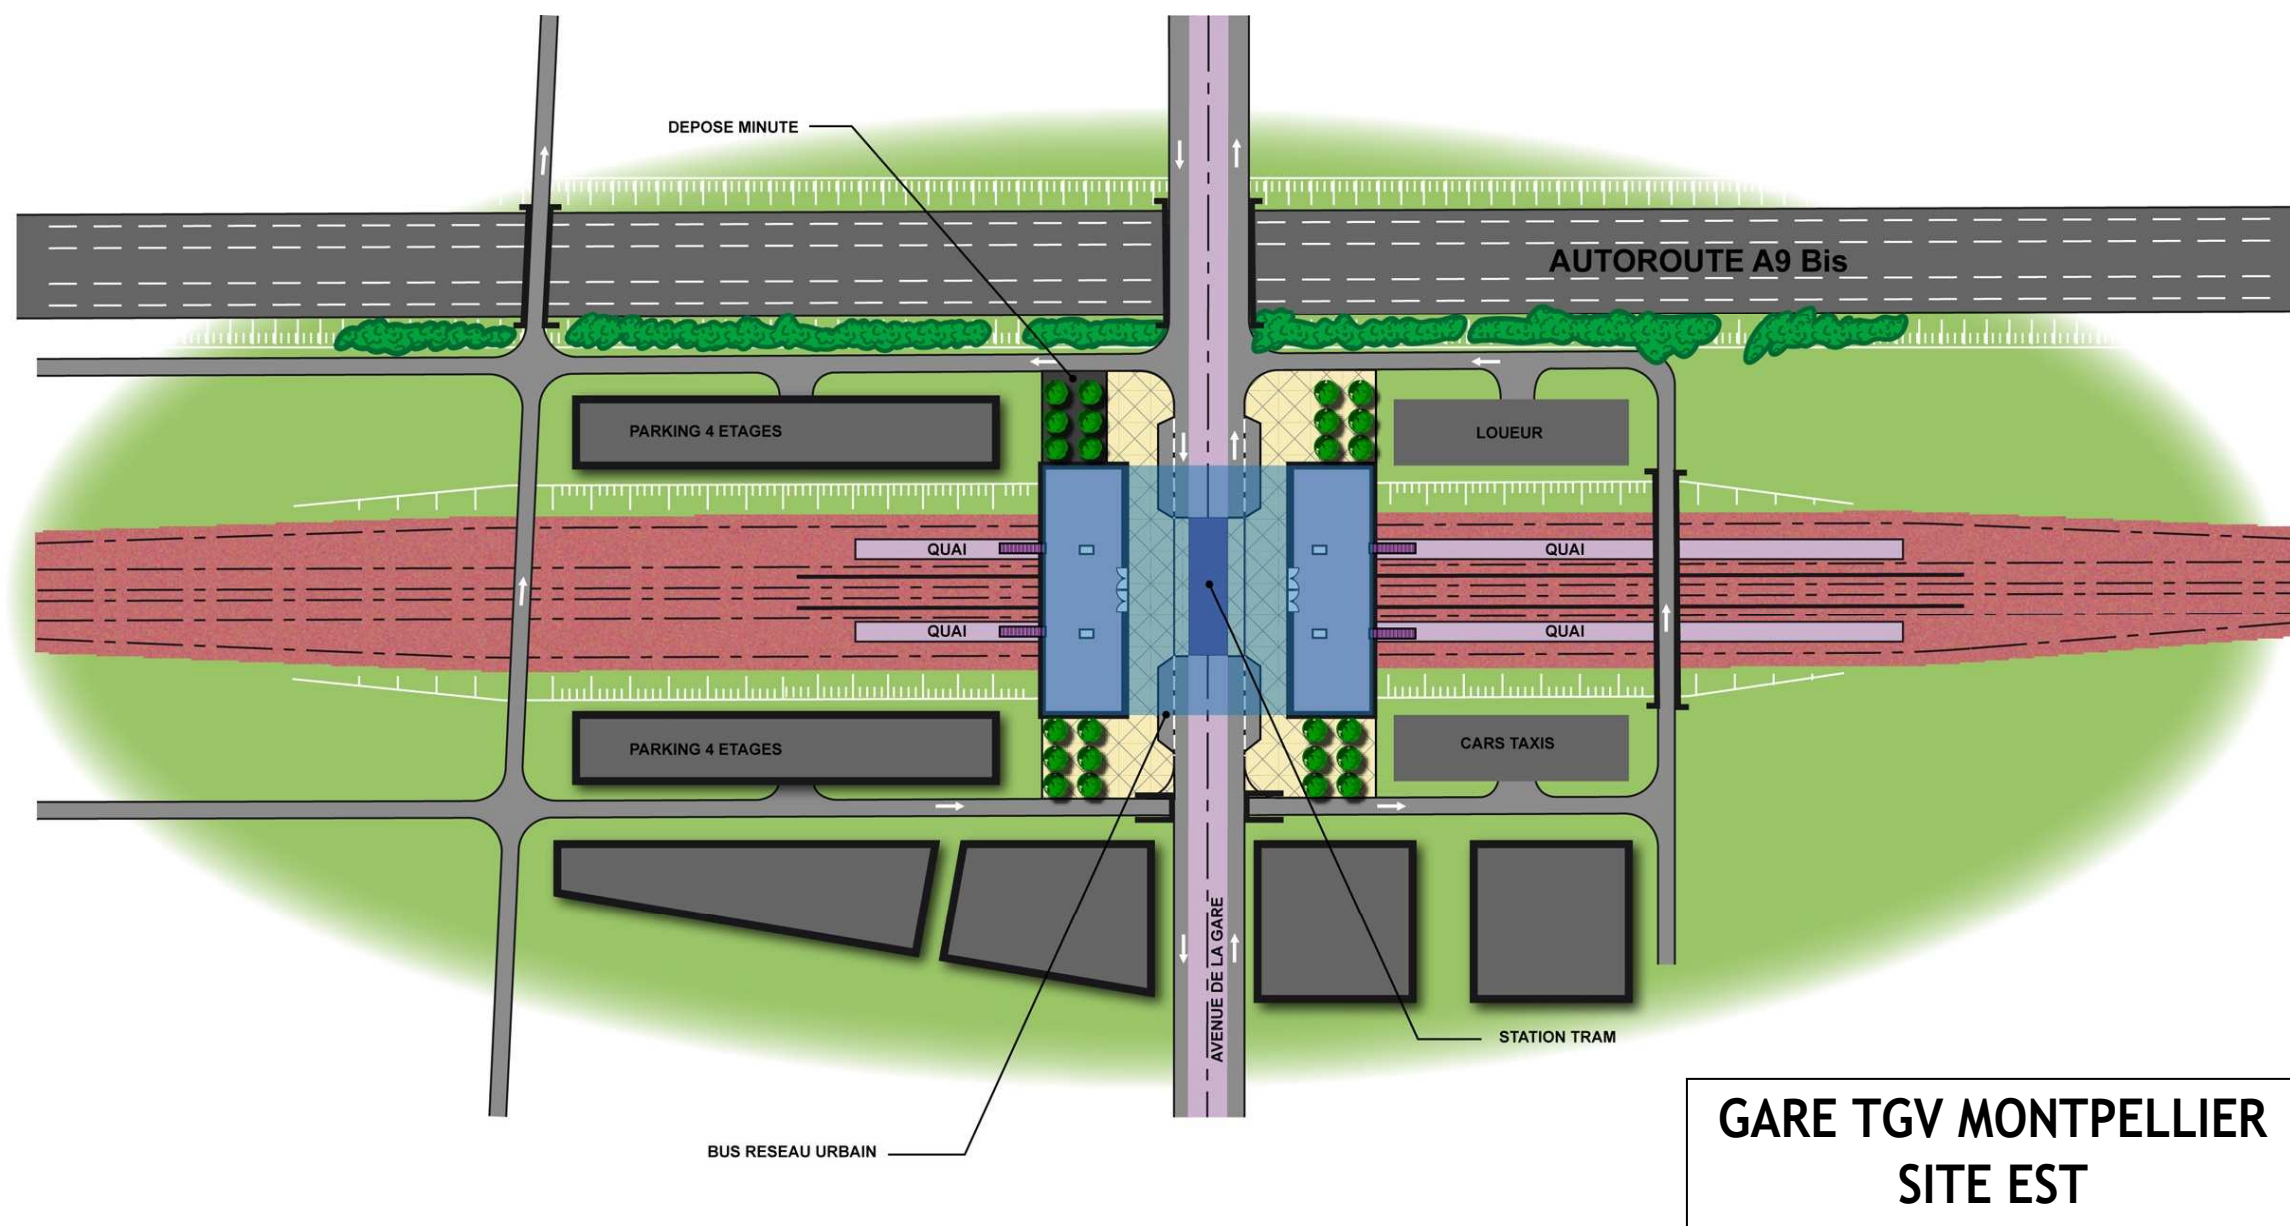 DEPOSE MINUTE
AUTOROUTE A9 Bis
PARKING 4 ETAGES
LOUEUR
QUAI
QUAI
QUAI
QUAI
PARKING 4 ETAGES
CARS TAXIS
AVENUE DE LA GARE
STATION TRAM
BUS RESEAU URBAIN
GARE TGV MONTPELLIER
SITE EST